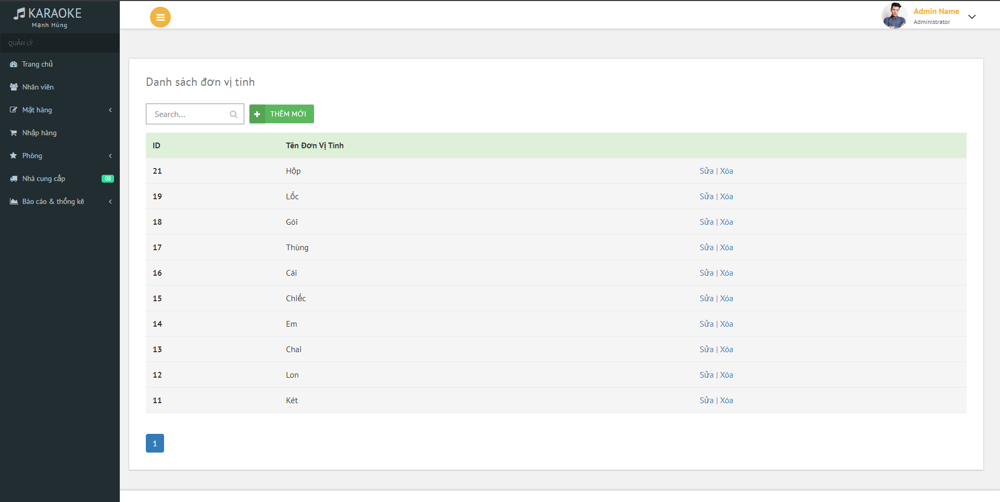 KARAOKE
Mạnh Hùng
Admin Name
Administrator
QUẢN LÝ
Trang chủ
Nhân viên
Mặt hàng
Nhập hàng
Phòng
Nhà cung cấp 08
Báo cáo & thống kê
Danh sách đơn vị tính
Search... THÊM MỚI
ID Tên Đơn Vị Tính
21 Hộp Sửa | Xóa
19 Lốc Sửa | Xóa
18 Gói Sửa | Xóa
17 Thùng Sửa | Xóa
16 Cái Sửa | Xóa
15 Chiếc Sửa | Xóa
14 Em Sửa | Xóa
13 Chai Sửa | Xóa
12 Lon Sửa | Xóa
11 Két Sửa | Xóa
1